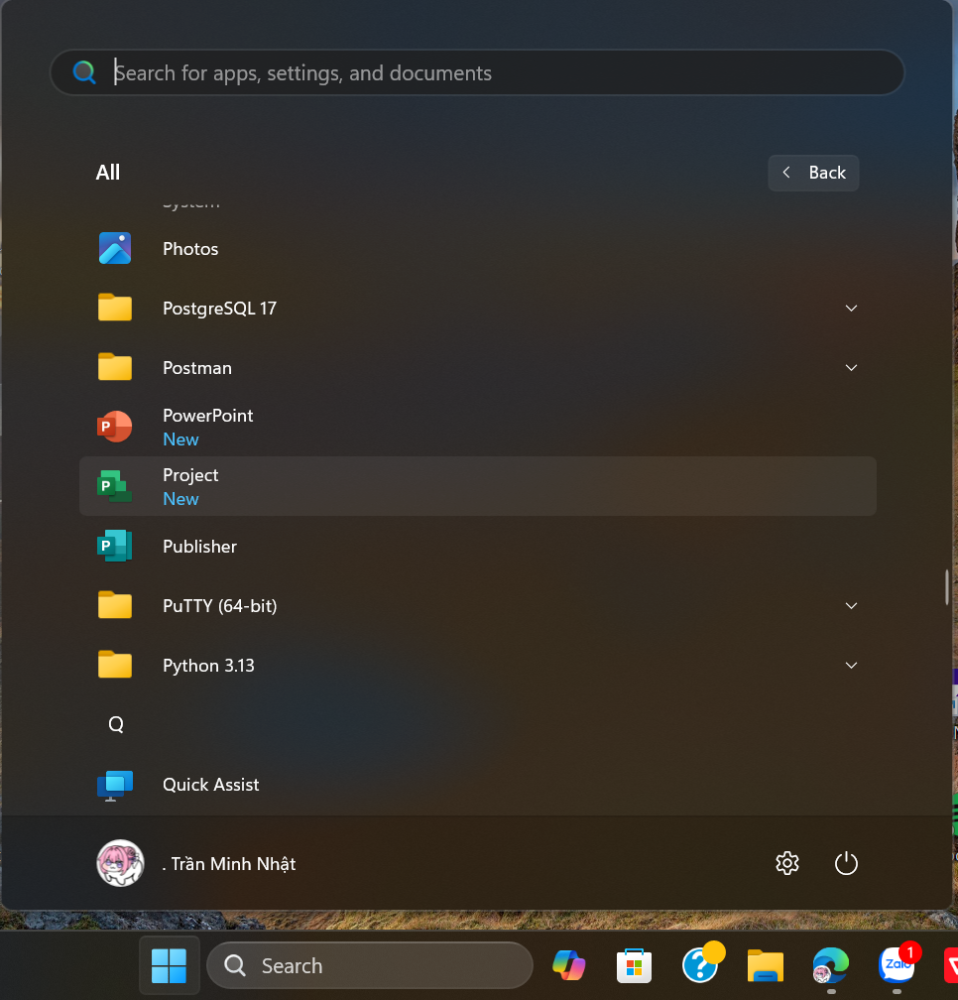 Search for apps, settings, and documents
All
Back
System
Photos
PostgreSQL 17
Postman
P
PowerPoint
New
P
Project
New
P
Publisher
PuTTY (64-bit)
Python 3.13
Q
Quick Assist
. Trần Minh Nhật
Search
?
Zalo
1